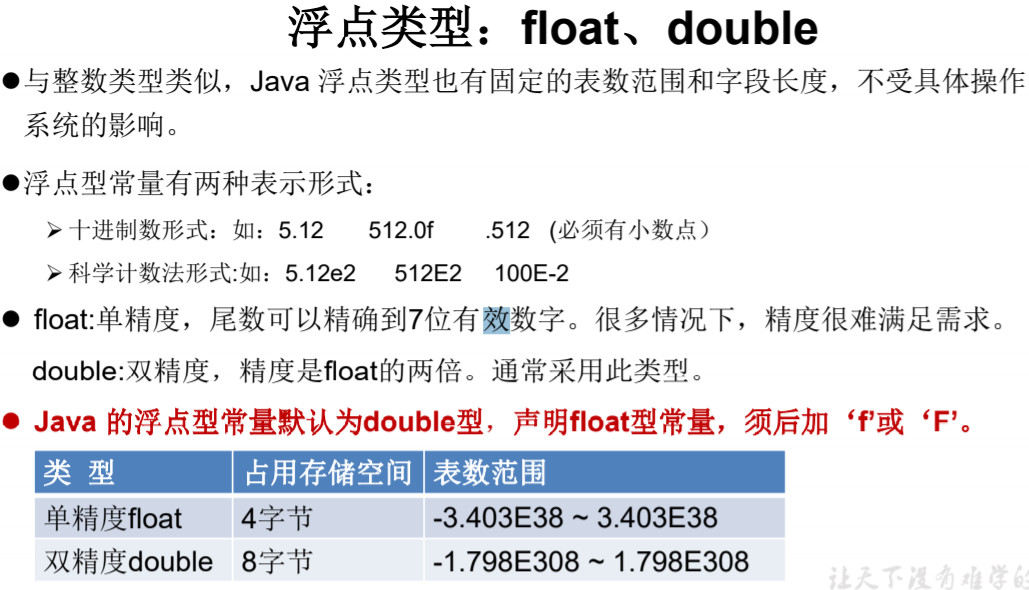 浮点类型：float、double
●与整数类型类似，Java 浮点类型也有固定的表数范围和字段长度，不受具体操作
系统的影响。
●浮点型常量有两种表示形式：
➢十进制数形式：如：5.12 512.0f .512 (必须有小数点）
➢科学计数法形式:如：5.12e2 512E2 100E-2
● float:单精度，尾数可以精确到7位有效数字。很多情况下，精度很难满足需求。
double:双精度，精度是float的两倍。通常采用此类型。
● Java 的浮点型常量默认为double型，声明float型常量，须后加‘f’或‘F’。
类 型 占用存储空间 表数范围
单精度float 4字节 -3.403E38 ~ 3.403E38
双精度double 8字节 -1.798E308 ~ 1.798E308
让天下没有难学的